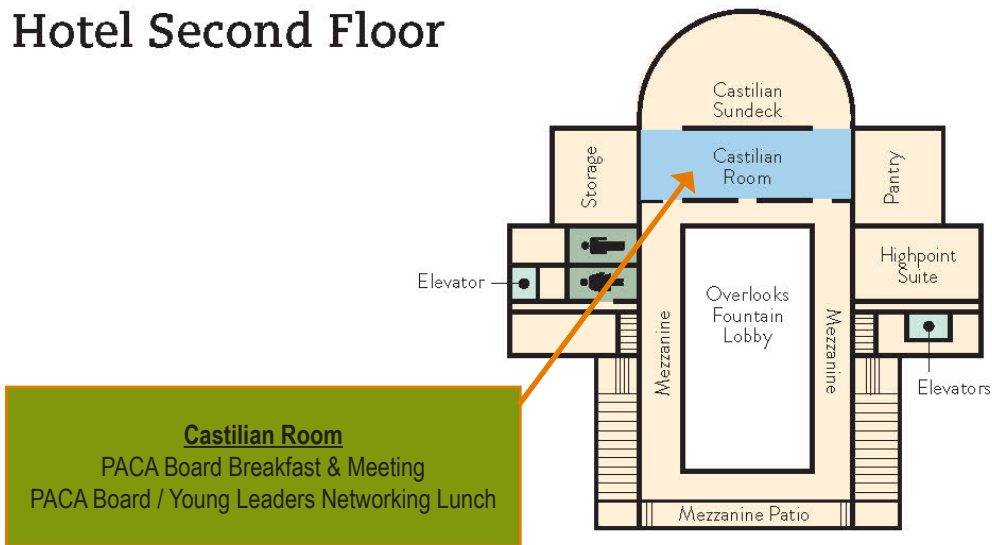 Hotel Second Floor
Castilian
Sundeck
Storage
Castilian
Room
Pantry
Highpoint
Suite
Elevator
Overlooks
Fountain
Lobby
Mezzanine
Mezzanine
Elevators
Castilian Room
PACA Board Breakfast & Meeting
PACA Board / Young Leaders Networking Lunch
Mezzanine Patio